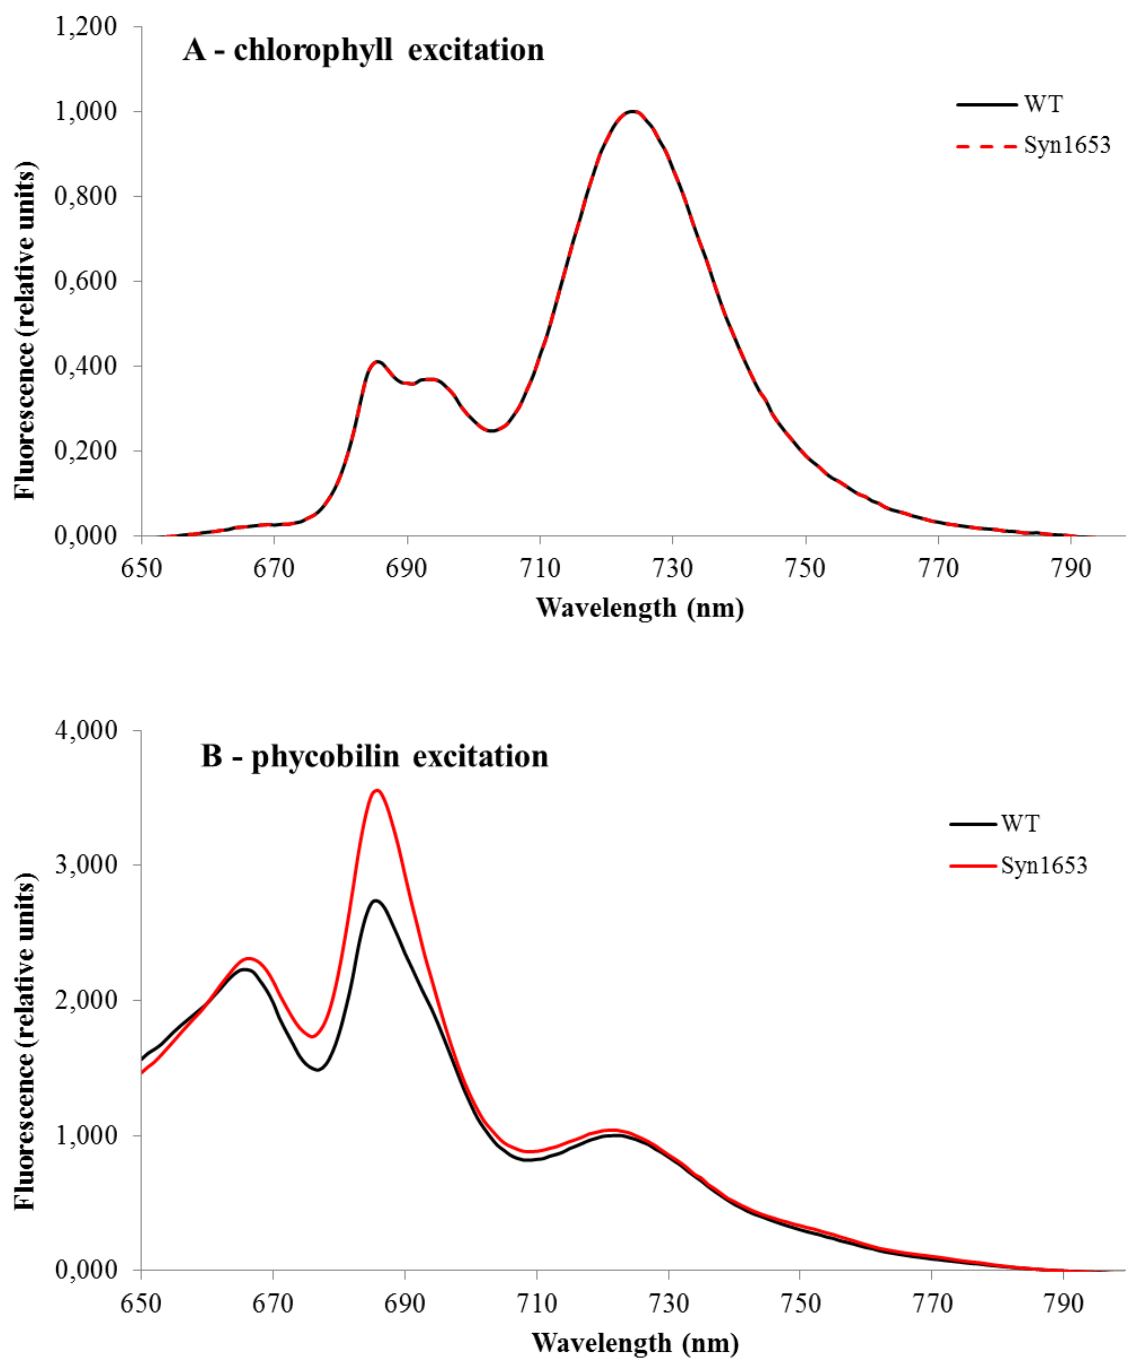 A - chlorophyll excitation
Fluorescence (relative units)
1,200
1,000
0,800
0,600
0,400
0,200
0,000
WT
Syn1653
650 670 690 710 730 750 770 790
Wavelength (nm)
B - phycobilin excitation
Fluorescence (relative units)
4,000
3,000
2,000
1,000
0,000
WT
Syn1653
650 670 690 710 730 750 770 790
Wavelength (nm)